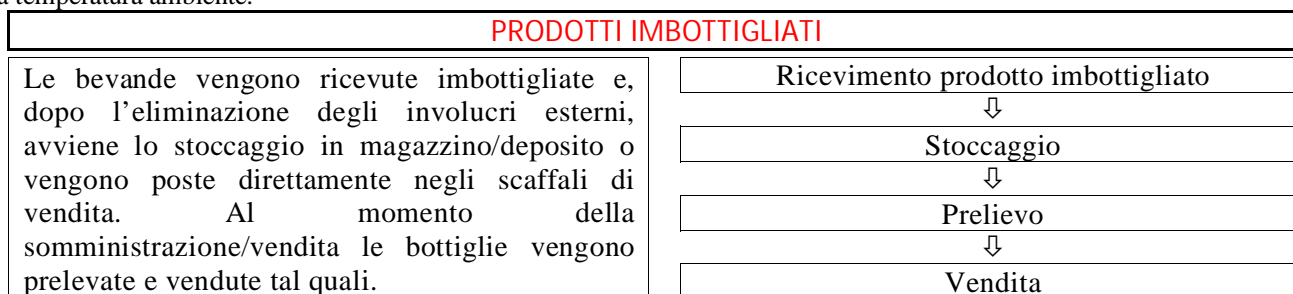 a temperatura ambiente.
PRODOTTI IMBOTTIGLIATI
Le bevande vengono ricevute imbottigliate e,
dopo l’eliminazione degli involucri esterni,
avviene lo stoccaggio in magazzino/deposito o
vengono poste direttamente negli scaffali di
vendita. Al momento della
somministrazione/vendita le bottiglie vengono
prelevate e vendute tal quali.
Ricevimento prodotto imbottigliato
⇩
Stoccaggio
⇩
Prelievo
⇩
Vendita